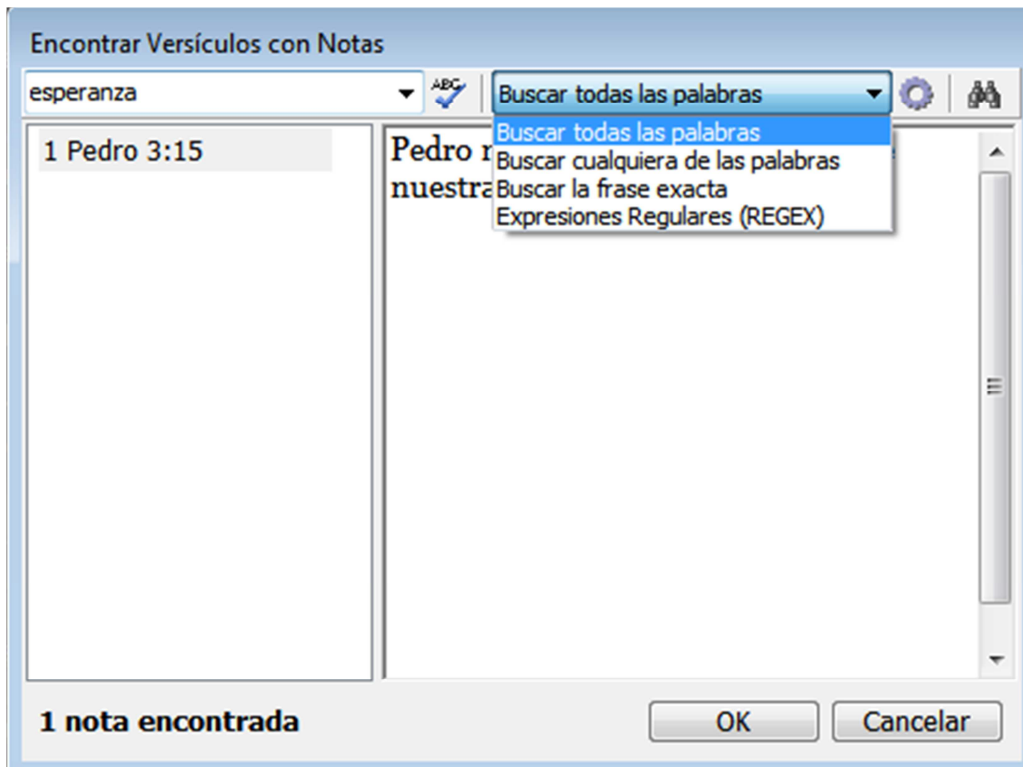 Encontrar Versículos con Notas
esperanza
ABC
Buscar todas las palabras
Buscar todas las palabras
Buscar cualquiera de las palabras
Buscar la frase exacta
Expresiones Regulares (REGEX)
1 Pedro 3:15
Pedro
nuestra
1 nota encontrada
OK
Cancelar